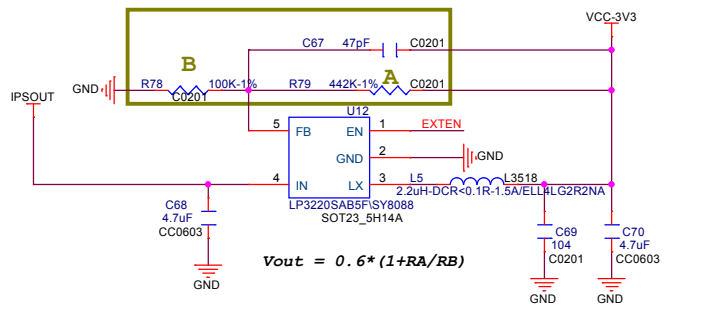 VCC-3V3
C67 47pF C0201
B
A
IPSOUT
GND R78 100K-1% R79 442K-1% C0201
C0201
U12
5 FB EN 1 EXTEN
GND 2 GND
4 IN LX 3 L5 L3518
2.2uH-DCR<0.1R-1.5A/ELL4LG2R2NA
LP3220SAB5F\SY8088
SOT23_5H14A
C68
4.7uF
CC0603
C69
104
C0201
C70
4.7uF
CC0603
Vout = 0.6*(1+RA/RB)
GND
GND
GND